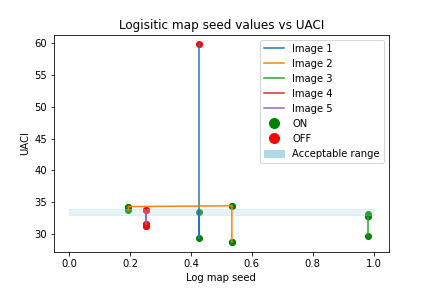 Logisitic map seed values vs UACI
60
55
50
45
40
35
30
UACI
Image 1
Image 2
Image 3
Image 4
Image 5
ON
OFF
Acceptable range
0.0 0.2 0.4 0.6 0.8 1.0
Log map seed